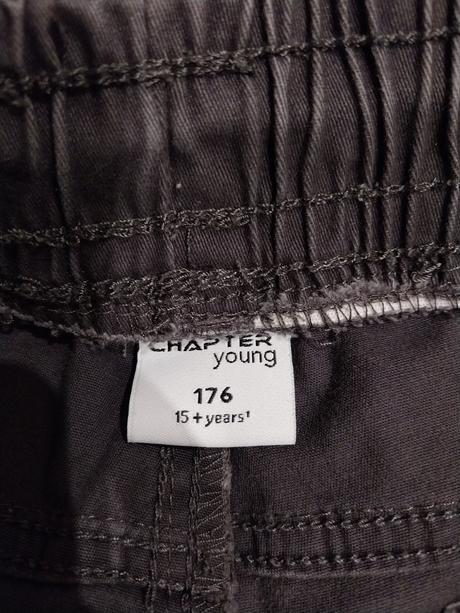 CHAPTER
young
176
15+years¹